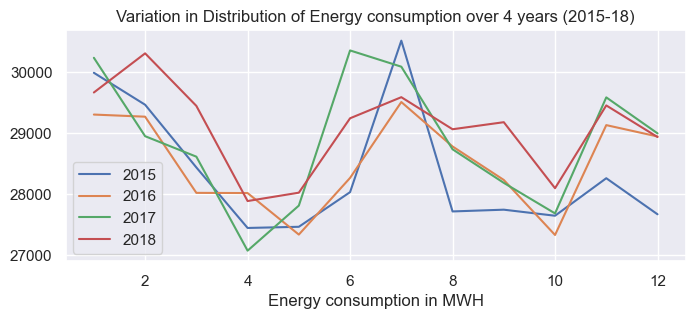 Variation in Distribution of Energy consumption over 4 years (2015-18)
30000
29000
28000
27000
2015
2016
2017
2018
2 4 6 8 10 12
Energy consumption in MWH